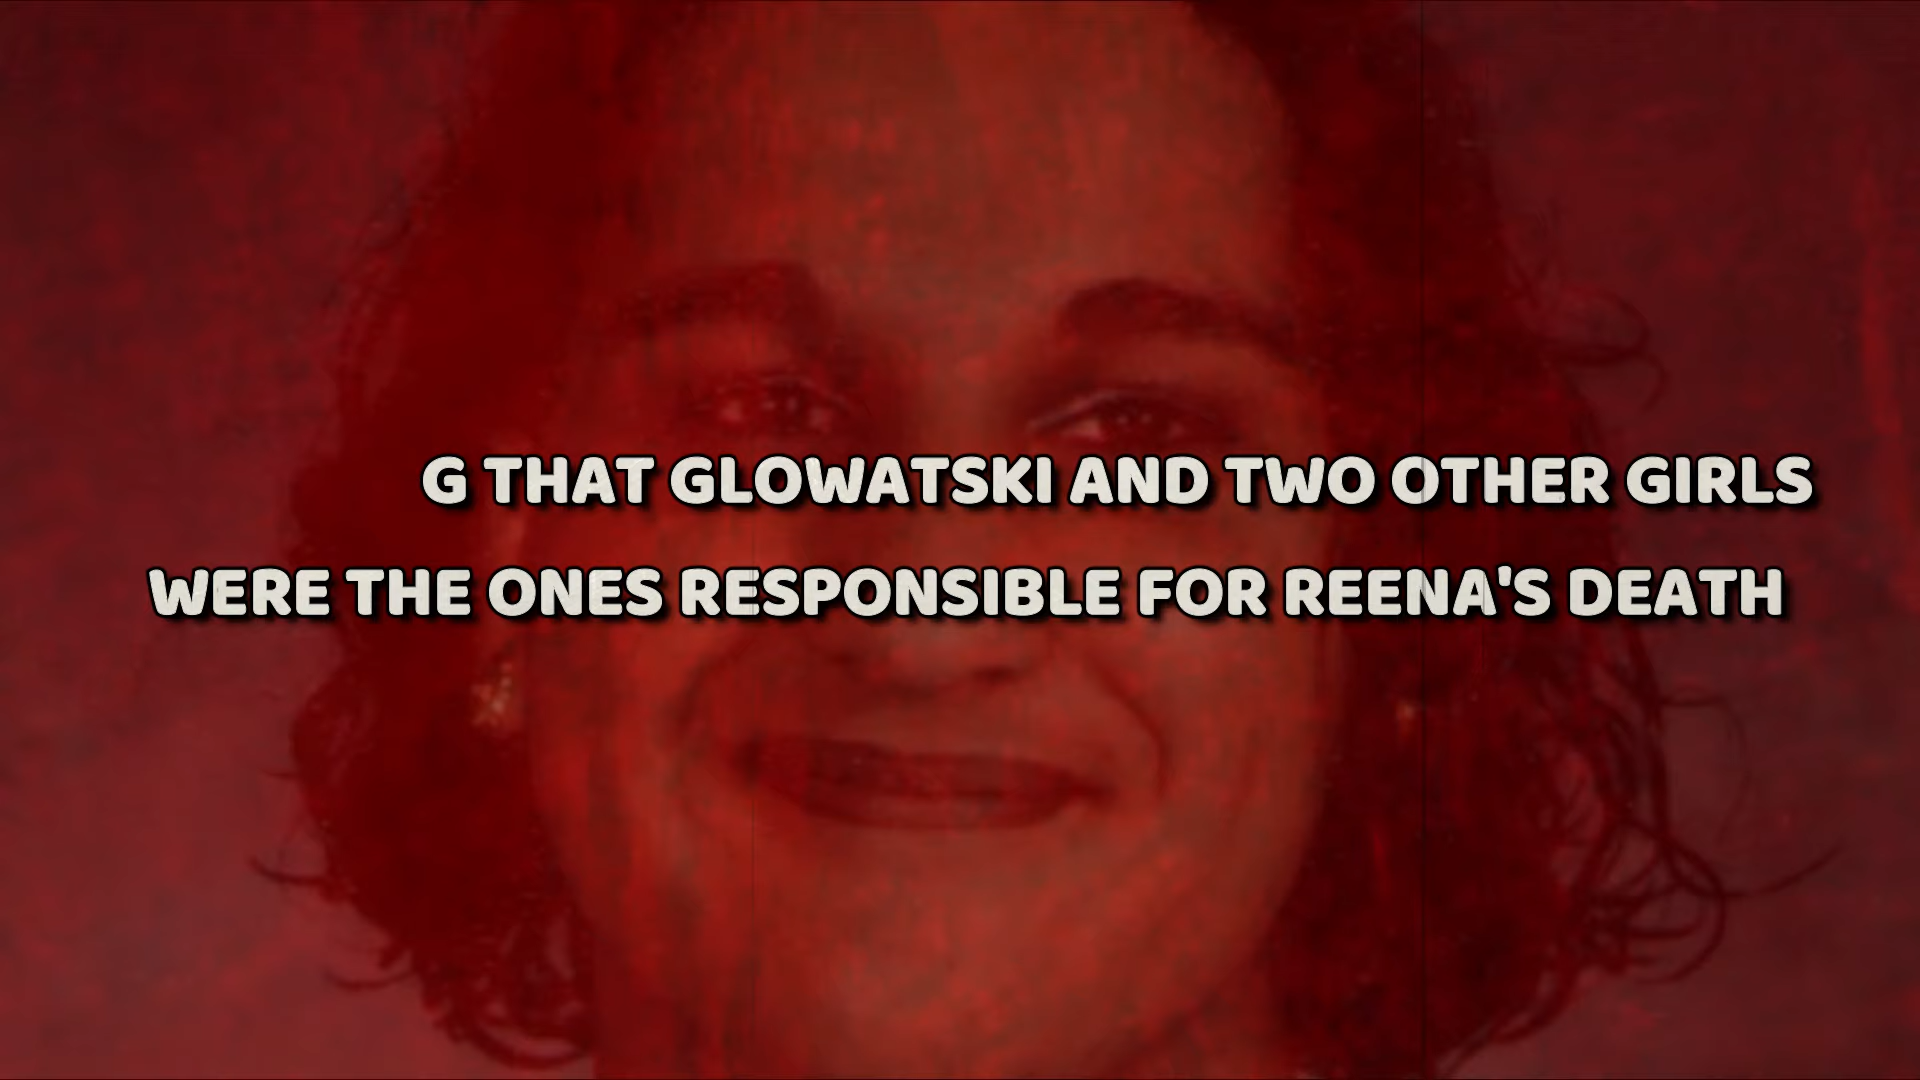 G THAT GLOWATSKI AND TWO OTHER GIRLS
WERE THE ONES RESPONSIBLE FOR REENA'S DEATH